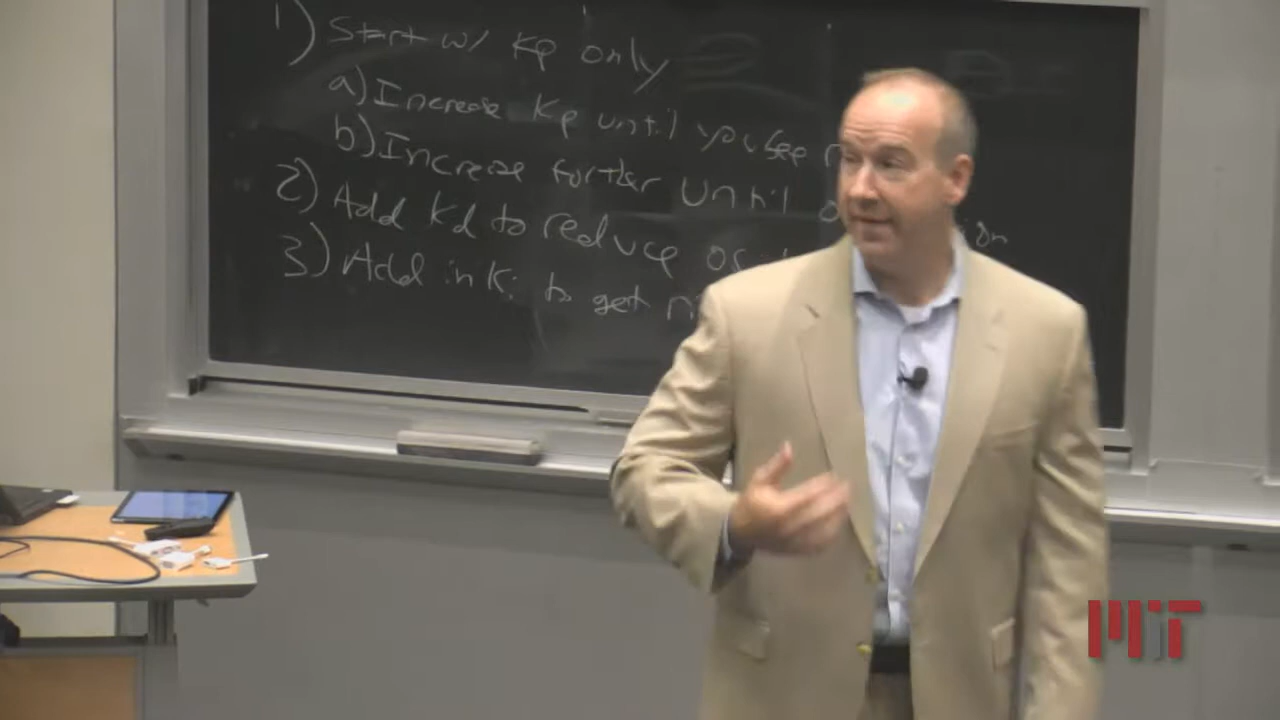 1) Start w/ Kp only
a) Increase Kp until you see
b) Increase further until
2) Add Kd to reduce
3) Add in Ki to get
MIT